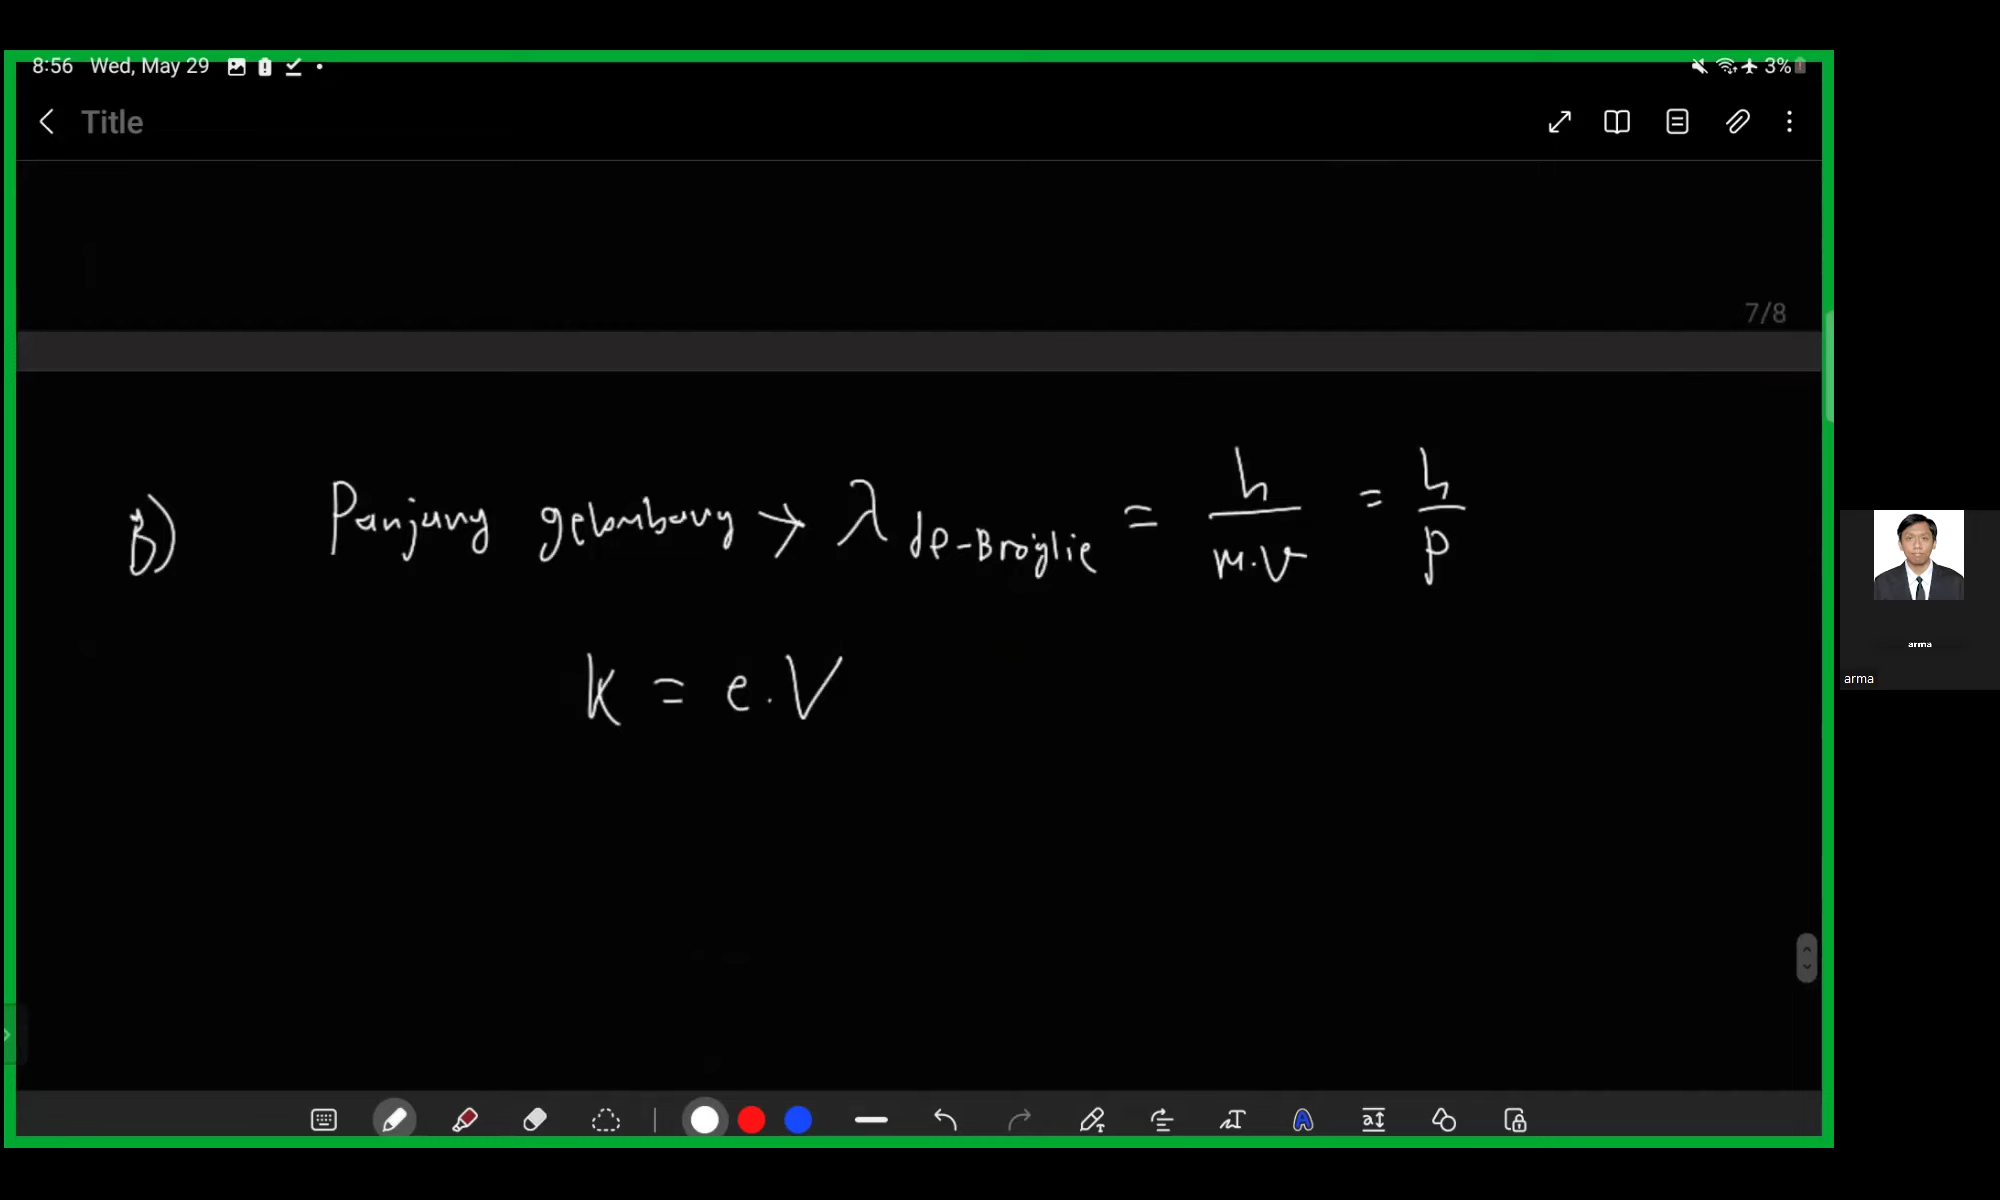 8:56 Wed, May 29 3%
Title
7/8
B) Panjang gelombang → λ de-Broglie = h/m.v = h/p
K = e.V
arma
arma